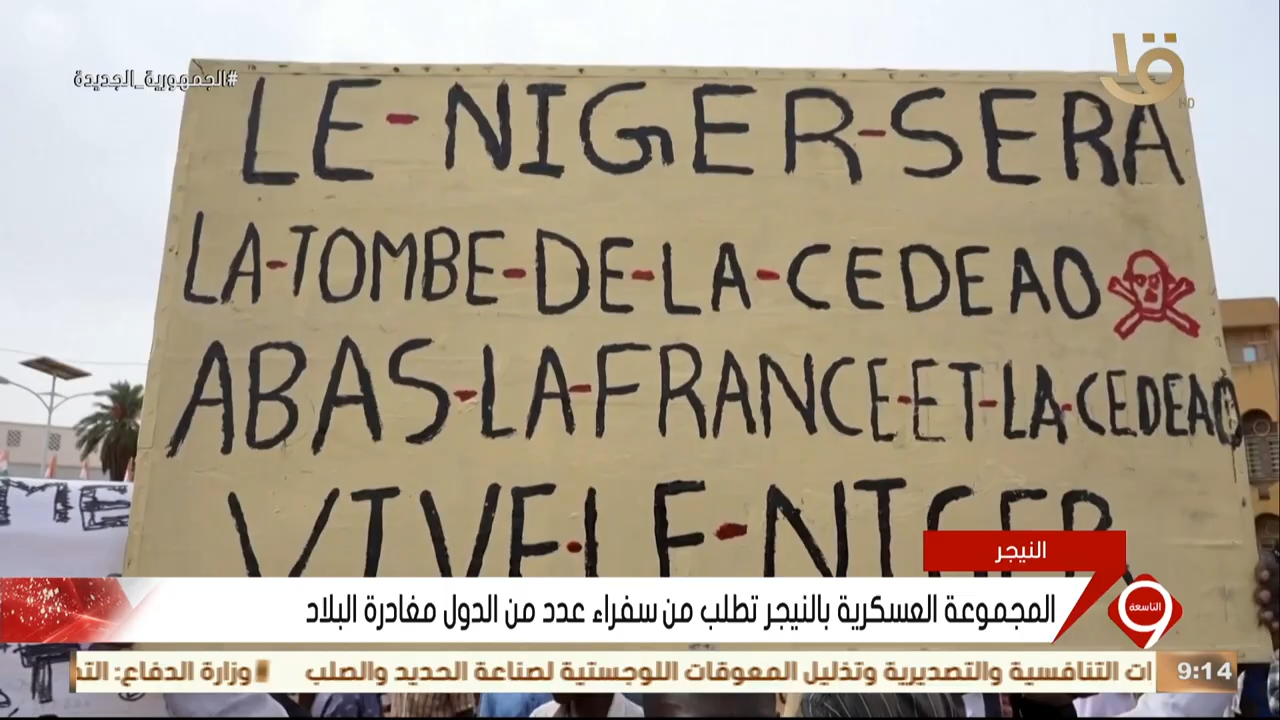 #الجمهورية_الجديدة
HD
LE-NIGER-SERA
LA-TOMBE-DE-LA-CEDEAO
ABAS-LA-FRANCE-ET-LA-CEDEAO
VIVE-LE-NIGER
النيجر
المجموعة العسكرية بالنيجر تطلب من سفراء عدد من الدول مغادرة البلاد
التاسعة
9
9:14
ات التنافسية والتصديرية وتذليل المعوقات اللوجستية لصناعة الحديد والصلب
وزارة الدفاع: